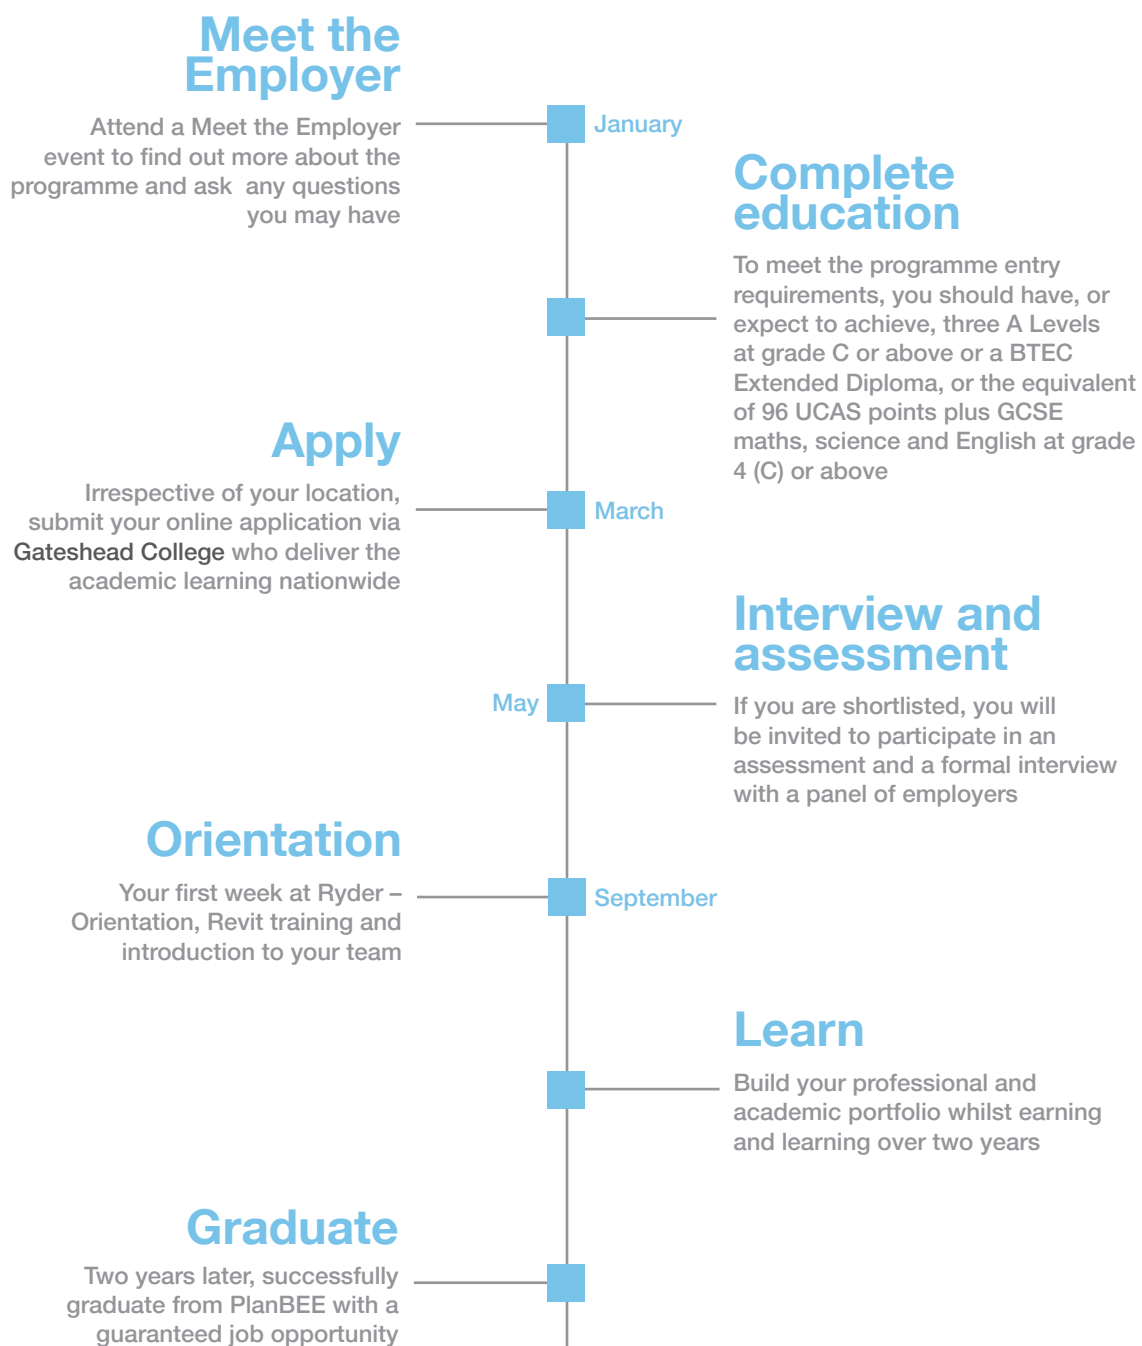 Meet the
Employer
Attend a Meet the Employer
event to find out more about the
programme and ask any questions
you may have
January
Complete
education
To meet the programme entry
requirements, you should have, or
expect to achieve, three A Levels
at grade C or above or a BTEC
Extended Diploma, or the equivalent
of 96 UCAS points plus GCSE
maths, science and English at grade
4 (C) or above
Apply
Irrespective of your location,
submit your online application via
Gateshead College who deliver the
academic learning nationwide
March
Interview and
assessment
May
If you are shortlisted, you will
be invited to participate in an
assessment and a formal interview
with a panel of employers
Orientation
Your first week at Ryder –
Orientation, Revit training and
introduction to your team
September
Learn
Build your professional and
academic portfolio whilst earning
and learning over two years
Graduate
Two years later, successfully
graduate from PlanBEE with a
guaranteed job opportunity